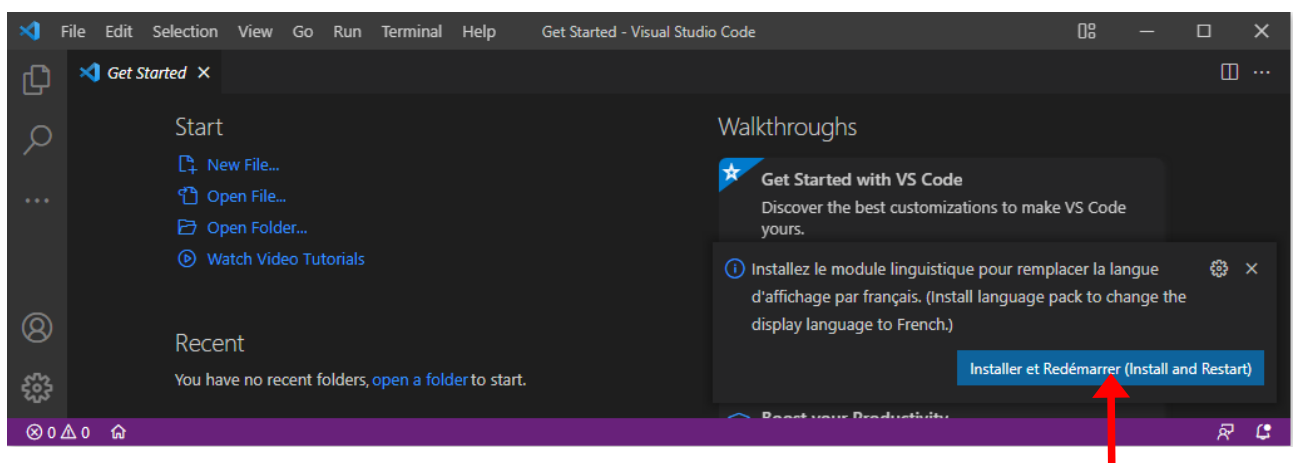 File Edit Selection View Go Run Terminal Help Get Started - Visual Studio Code
Get Started
Start
New File...
Open File...
Open Folder...
Watch Video Tutorials
Recent
You have no recent folders, open a folder to start.
Walkthroughs
Get Started with VS Code
Discover the best customizations to make VS Code
yours.
Installez le module linguistique pour remplacer la langue
d'affichage par français. (Install language pack to change the
display language to French.)
Installer et Redémarrer (Install and Restart)
Boost your Productivity
0 0